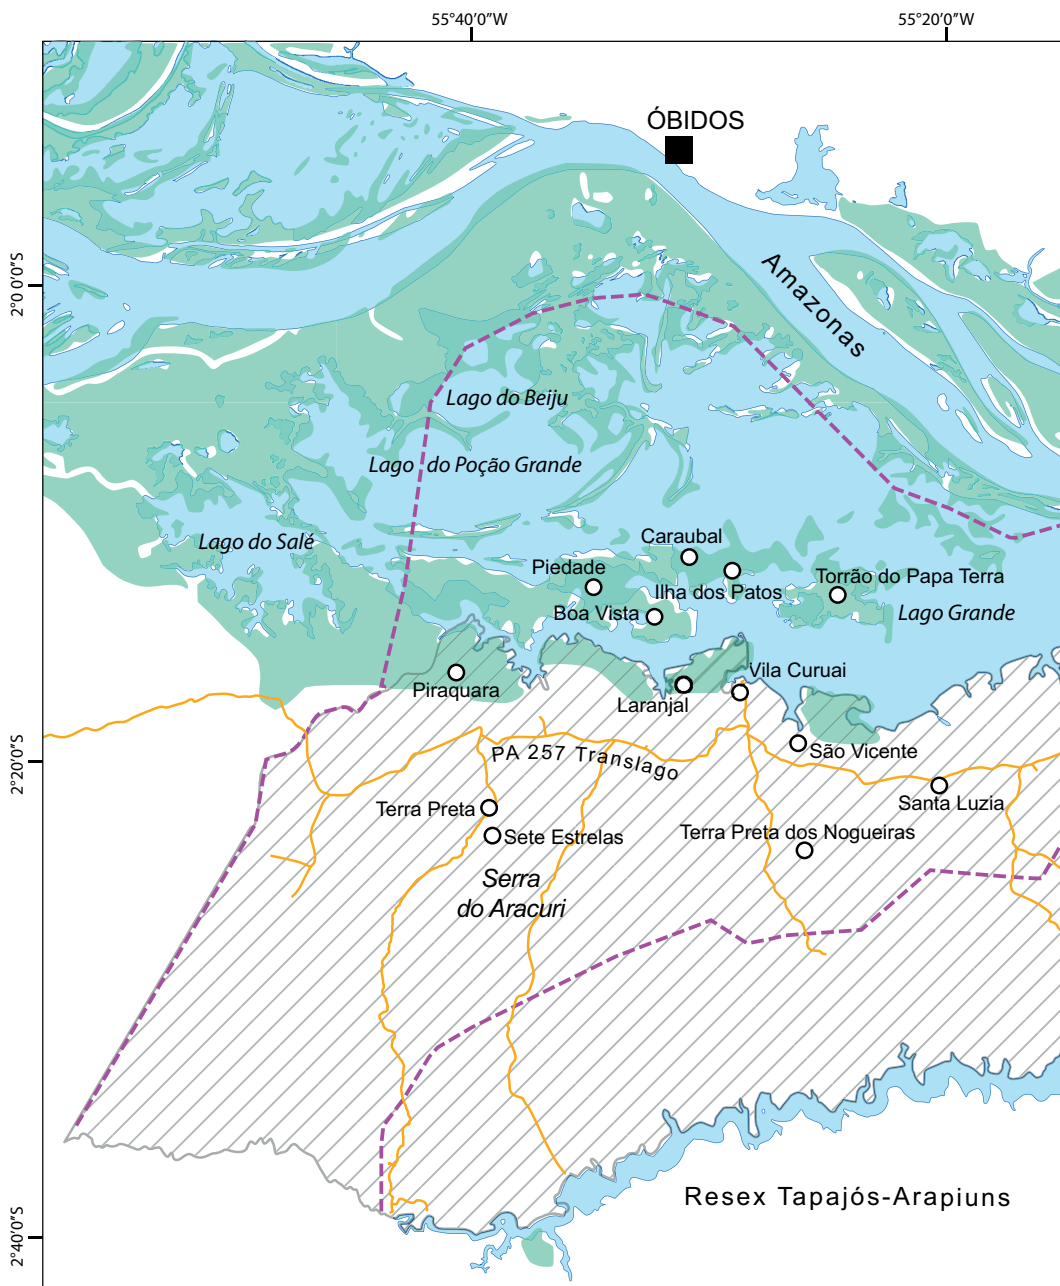 55°40'0"W
55°20'0"W
ÓBIDOS
2°0'0"S
Amazonas
Lago do Beiju
Lago do Poção Grande
Lago do Salé
Caraubal
Piedade
Ilha dos Patos
Torrão do Papa Terra
Boa Vista
Lago Grande
Vila Curuai
Piraquara
Laranjal
São Vicente
PA 257 Translago
2°20'0"S
Santa Luzia
Terra Preta
Sete Estrelas
Terra Preta dos Nogueiras
Serra
do Aracuri
Resex Tapajós-Arapiuns
2°40'0"S